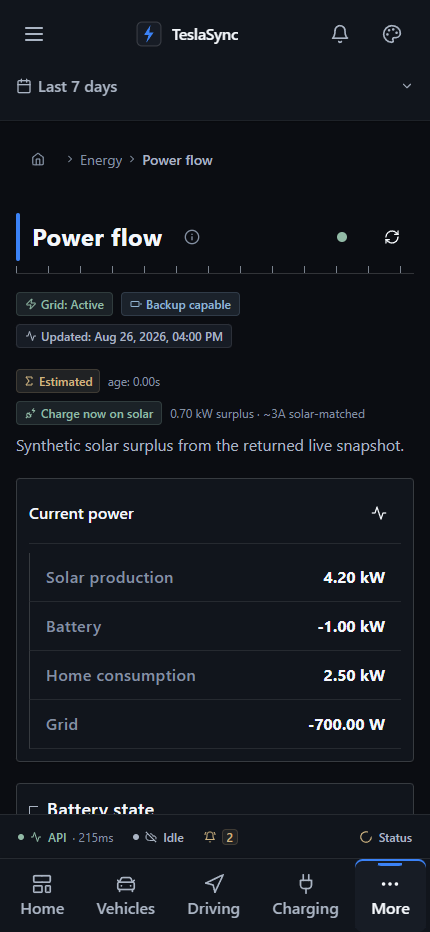 TeslaSync
Last 7 days
Energy > Power flow
Power flow
Grid: Active
Backup capable
Updated: Aug 26, 2026, 04:00 PM
Estimated age: 0.00s
Charge now on solar 0.70 kW surplus · ~3A solar-matched
Synthetic solar surplus from the returned live snapshot.
Current power
Solar production 4.20 kW
Battery -1.00 kW
Home consumption 2.50 kW
Grid -700.00 W
Battery state
API · 215ms Idle 2 Status
Home Vehicles Driving Charging More